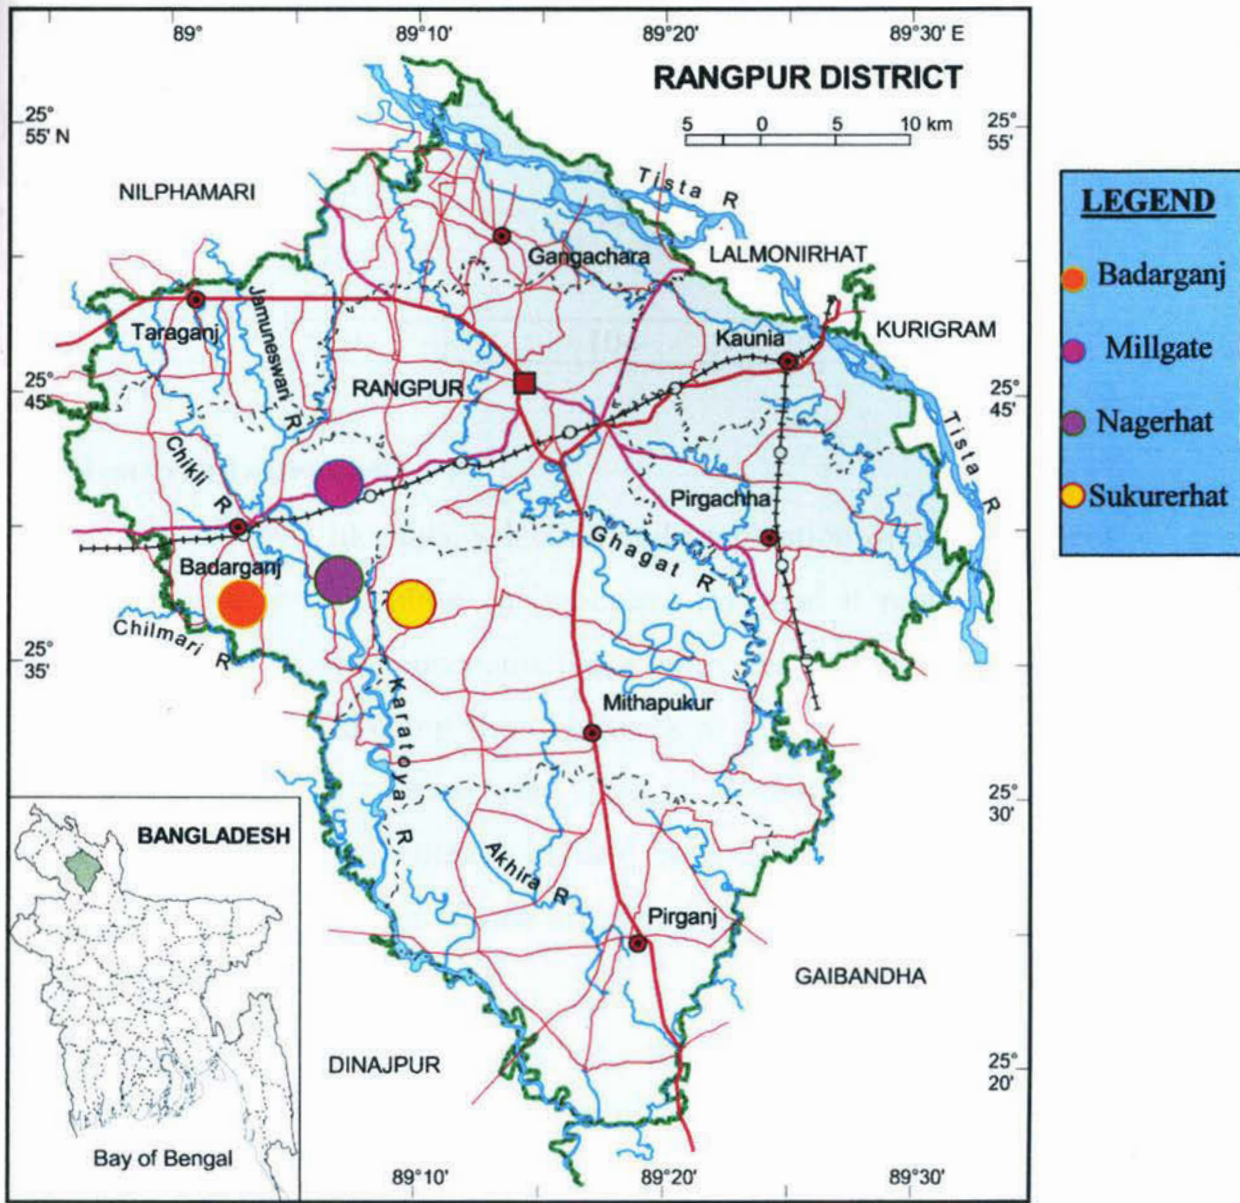 89°
89°10'
89°20'
89°30' E
RANGPUR DISTRICT
5 0 5 10 km
25°
55' N
25°
55'
NILPHAMARI
Tista R
Gangachara
LALMONIRHAT
Taraganj
Jamuneswari R
Kaunia
KURIGRAM
RANGPUR
25°
45'
25°
45'
Chikli R
Tista R
Pirgachha
Ghagat R
Badarganj
Chilmari R
25°
35'
Karatoya R
Mithapukur
25°
30'
Akhira R
Pirganj
GAIBANDHA
DINAJPUR
25°
20'
89°10'
89°20'
89°30'
BANGLADESH
Bay of Bengal
LEGEND
Badarganj
Millgate
Nagerhat
Sukurerhat